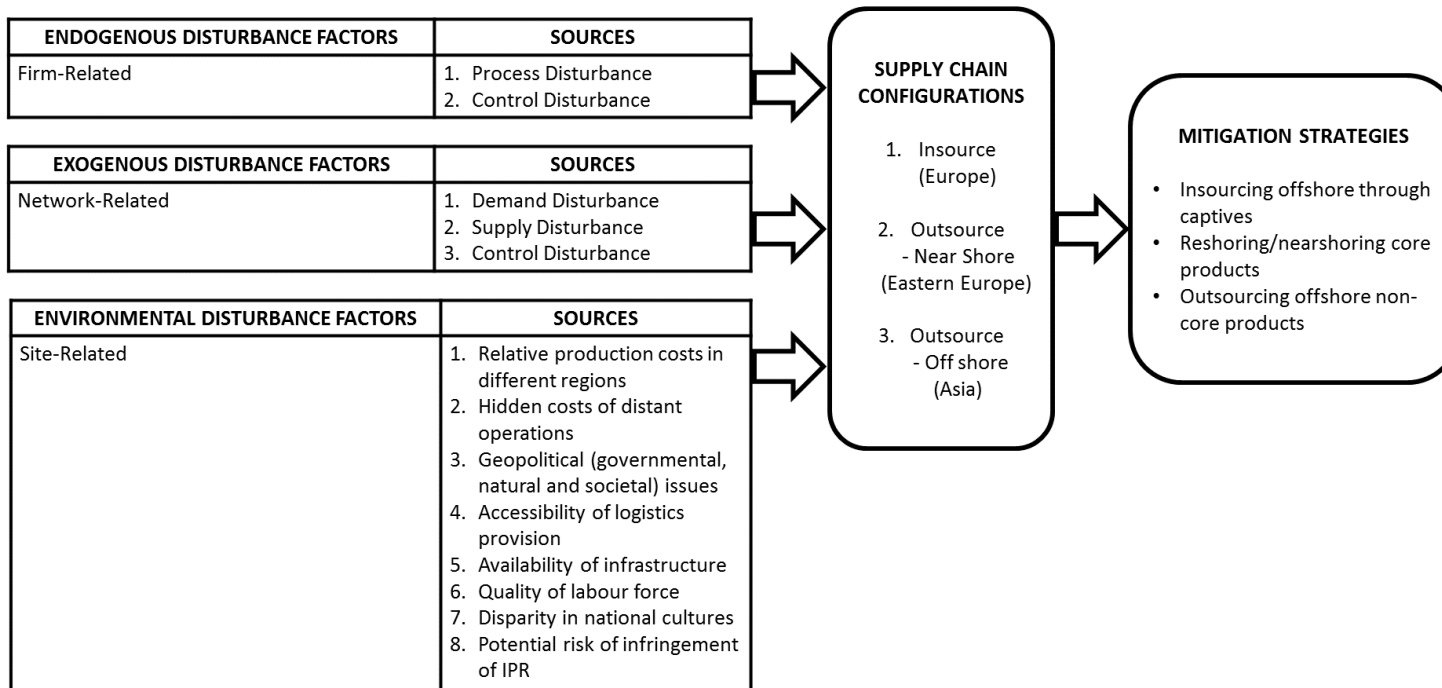 ENDOGENOUS DISTURBANCE FACTORS
SOURCES
Firm-Related
1. Process Disturbance
2. Control Disturbance
EXOGENOUS DISTURBANCE FACTORS
SOURCES
Network-Related
1. Demand Disturbance
2. Supply Disturbance
3. Control Disturbance
ENVIRONMENTAL DISTURBANCE FACTORS
SOURCES
Site-Related
1. Relative production costs in
different regions
2. Hidden costs of distant
operations
3. Geopolitical (governmental,
natural and societal) issues
4. Accessibility of logistics
provision
5. Availability of infrastructure
6. Quality of labour force
7. Disparity in national cultures
8. Potential risk of infringement
of IPR
SUPPLY CHAIN
CONFIGURATIONS
1. Insource
(Europe)
2. Outsource
- Near Shore
(Eastern Europe)
3. Outsource
- Off shore
(Asia)
MITIGATION STRATEGIES
• Insourcing offshore through
captives
• Reshoring/nearshoring core
products
• Outsourcing offshore non-
core products